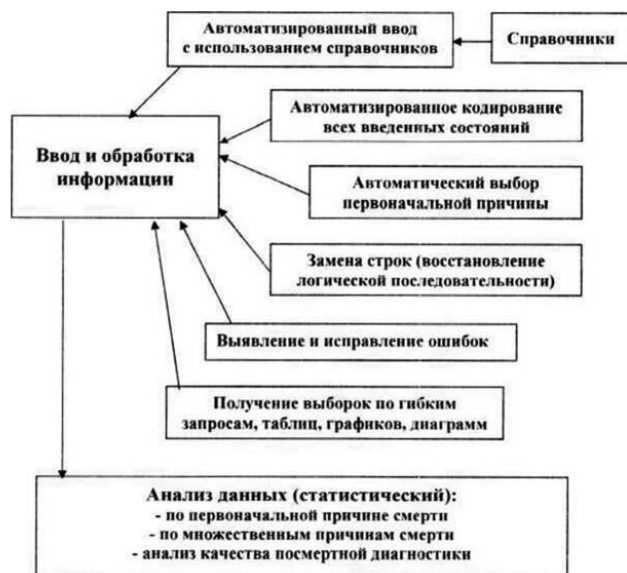 Автоматизированный ввод
с использованием справочников
Справочники
Автоматизированное кодирование
всех введенных состояний
Ввод и обработка
информации
Автоматический выбор
первоначальной причины
Замена строк (восстановление
логической последовательности)
Выявление и исправление ошибок
Получение выборок по гибким
запросам, таблиц, графиков, диаграмм
Анализ данных (статистический):
- по первоначальной причине смерти
- по множественным причинам смерти
- анализ качества посмертной диагностики